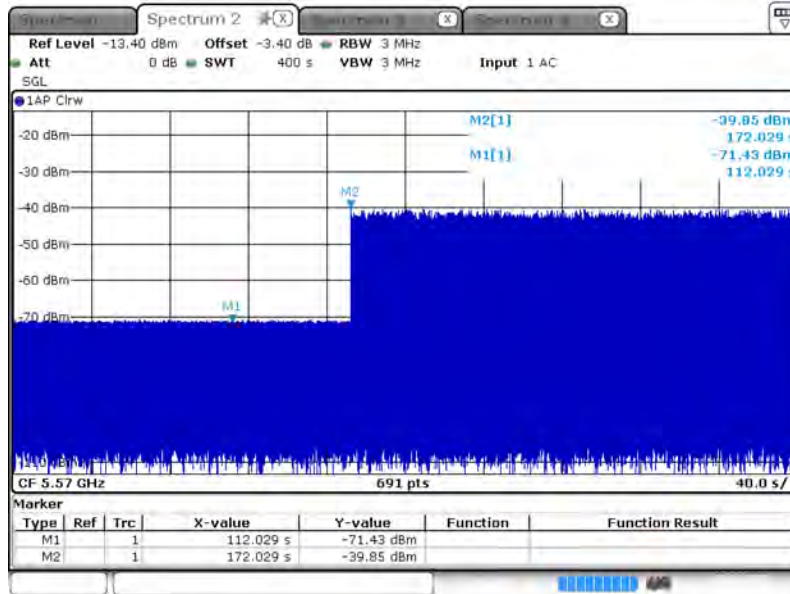 Spectrum 2 X X X
Ref Level -13.40 dBm Offset -3.40 dB RBW 3 MHz
Att 0 dB SWT 400 s VBW 3 MHz Input 1 AC
SGL
1AP Clrw
M2[1] -39.85 dBm
172.029 s
M1[1] -71.43 dBm
112.029 s
-20 dBm
-30 dBm
M2
-40 dBm
-50 dBm
-60 dBm
M1
-70 dBm
CF 5.57 GHz 691 pts 40.0 s/
Marker
Type Ref Trc X-value Y-value Function Function Result
M1 1 112.029 s -71.43 dBm
M2 1 172.029 s -39.85 dBm